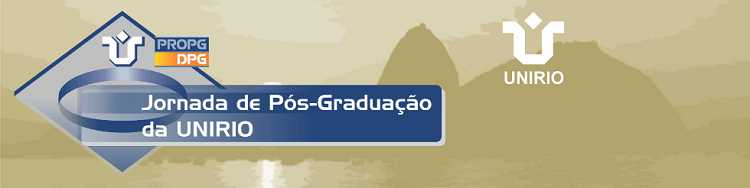 PROPG
DPG
Jornada de Pós-Graduação
da UNIRIO
UNIRIO